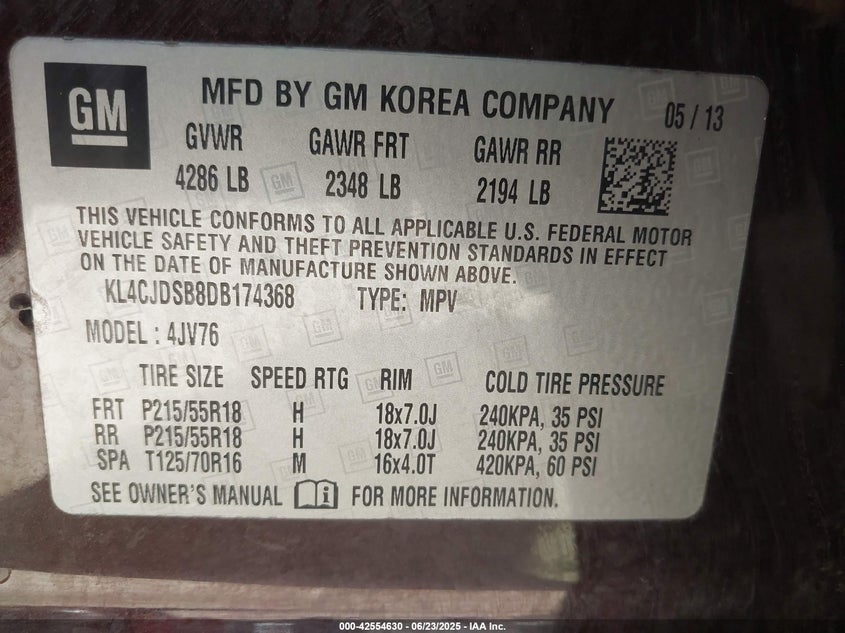 GM
MFD BY GM KOREA COMPANY 05 / 13
GVWR GAWR FRT GAWR RR
4286 LB 2348 LB 2194 LB
THIS VEHICLE CONFORMS TO ALL APPLICABLE U.S. FEDERAL MOTOR
VEHICLE SAFETY AND THEFT PREVENTION STANDARDS IN EFFECT
ON THE DATE OF MANUFACTURE SHOWN ABOVE.
KL4CJDSB8DB174368 TYPE: MPV
MODEL : 4JV76
TIRE SIZE SPEED RTG RIM COLD TIRE PRESSURE
FRT P215/55R18 H 18x7.0J 240KPA, 35 PSI
RR P215/55R18 H 18x7.0J 240KPA, 35 PSI
SPA T125/70R16 M 16x4.0T 420KPA, 60 PSI
SEE OWNER'S MANUAL i FOR MORE INFORMATION.
000-42554630 - 06/23/2025 - IAA Inc.